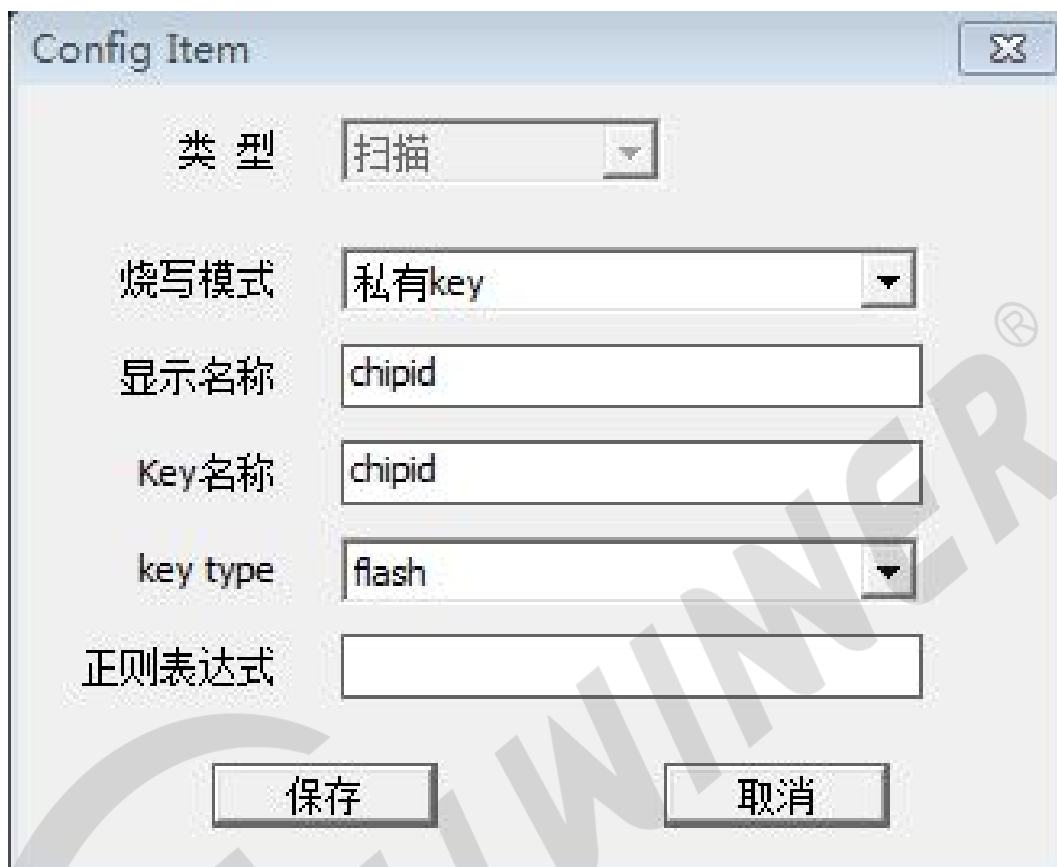 Config Item
类 型 扫描
烧写模式 私有key
显示名称 chipid
Key名称 chipid
key type flash
正则表达式
保存 取消
WINER®